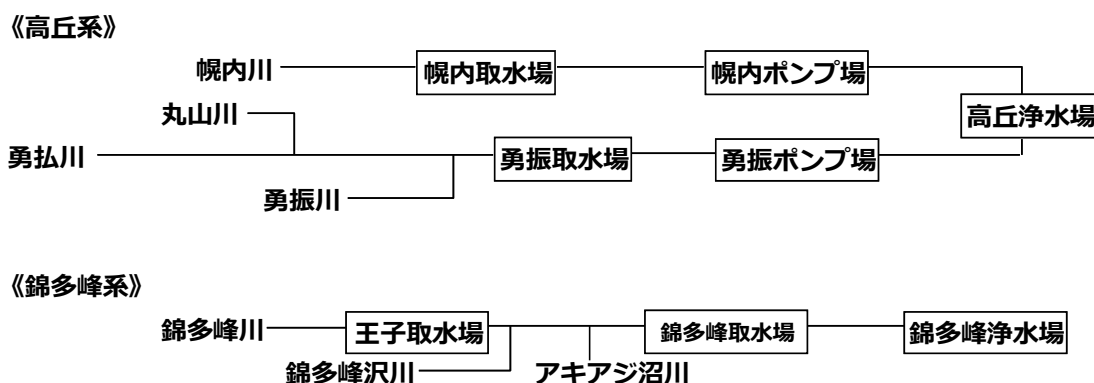 《高丘系》
幌内川 幌内取水場 幌内ポンプ場
丸山川
高丘浄水場
勇払川 勇振取水場 勇振ポンプ場
勇振川
《錦多峰系》
錦多峰川 王子取水場 錦多峰取水場 錦多峰浄水場
錦多峰沢川 アキアジ沼川